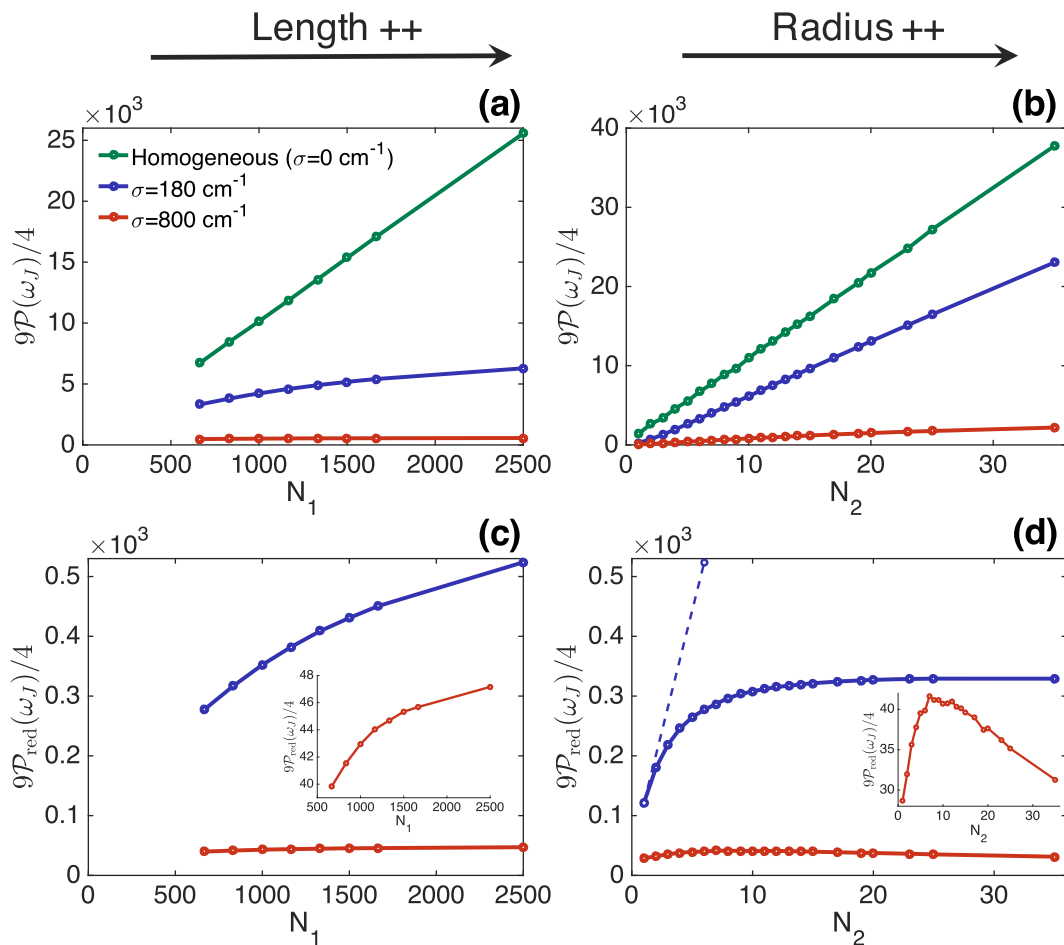 Length ++
Radius ++
(a)
×10³
25
20
15
10
5
0
9𝒫(ω_J)/4
Homogeneous (σ=0 cm⁻¹)
σ=180 cm⁻¹
σ=800 cm⁻¹
0 500 1000 1500 2000 2500
N₁
(b)
×10³
40
30
20
10
0
9𝒫(ω_J)/4
0 10 20 30
N₂
(c)
×10³
0.5
0.4
0.3
0.2
0.1
0
9𝒫_red(ω_J)/4
0 500 1000 1500 2000 2500
N₁
48
46
44
42
40
9𝒫_red(ω_J)/4
500 1000 1500 2000 2500
N₁
(d)
×10³
0.5
0.4
0.3
0.2
0.1
0
9𝒫_red(ω_J)/4
0 10 20 30
N₂
40
35
30
9𝒫_red(ω_J)/4
0 10 20 30
N₂